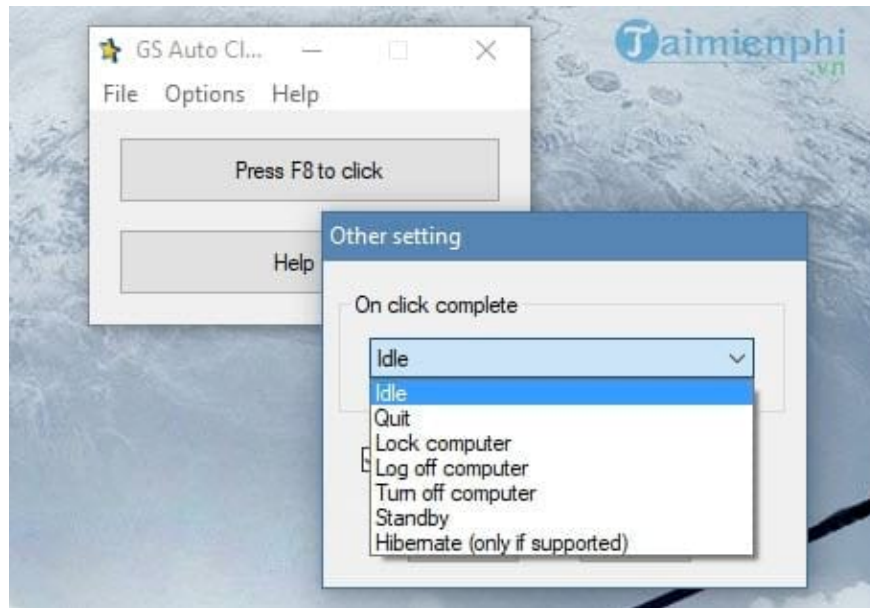 GS Auto Cl...
Taimienphi
.vn
File Options Help
Press F8 to click
Help
Other setting
On click complete
Idle
Idle
Quit
Lock computer
Log off computer
Turn off computer
Standby
Hibernate (only if supported)